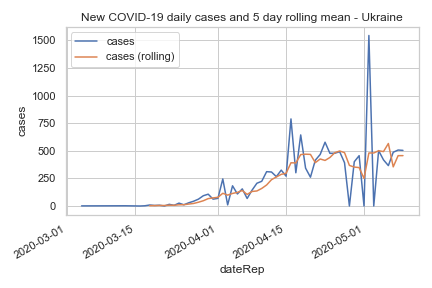 New COVID-19 daily cases and 5 day rolling mean - Ukraine
cases
cases (rolling)
1500
1250
1000
750
500
250
0
cases
2020-03-01
2020-03-15
2020-04-01
2020-04-15
2020-05-01
dateRep